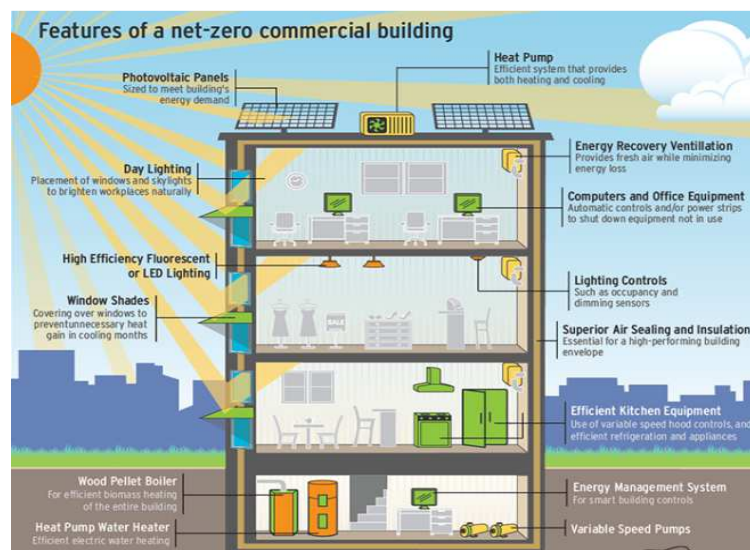 Features of a net-zero commercial building
Photovoltaic Panels
Sized to meet building's
energy demand
Heat Pump
Efficient system that provides
both heating and cooling
Day Lighting
Placement of windows and skylights
to brighten workplaces naturally
Energy Recovery Ventillation
Provides fresh air while minimizing
energy loss
Computers and Office Equipment
Automatic controls and/or power strips
to shut down equipment not in use
High Efficiency Fluorescent
or LED Lighting
Window Shades
Covering over windows to
preventunnecessary heat
gain in cooling months
SALE
Lighting Controls
Such as occupancy and
dimming sensors
Superior Air Sealing and Insulation
Essential for a high-performing building
envelope
Efficient Kitchen Equipment
Use of variable speed hood controls, and
efficient refrigeration and appliances
Wood Pellet Boiler
For efficient biomass heating
of the entire building
Heat Pump Water Heater
Efficient electric water heating
Energy Management System
For smart building controls
Variable Speed Pumps